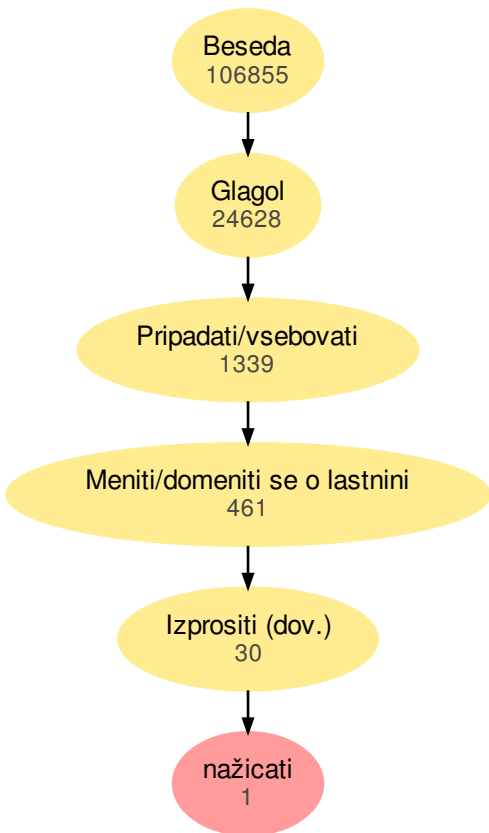 Beseda
106855
Glagol
24628
Pripadati/vsebovati
1339
Meniti/domeniti se o lastnini
461
Izprositi (dov.)
30
nažicati
1